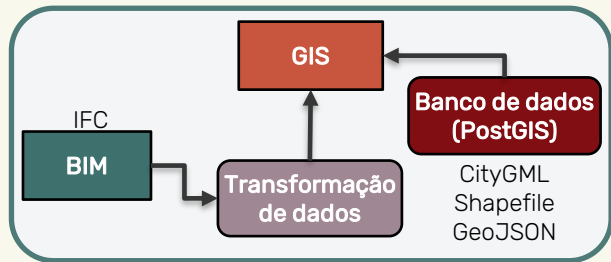 GIS
Banco de dados
(PostGIS)
IFC
BIM
Transformação
de dados
CityGML
Shapefile
GeoJSON